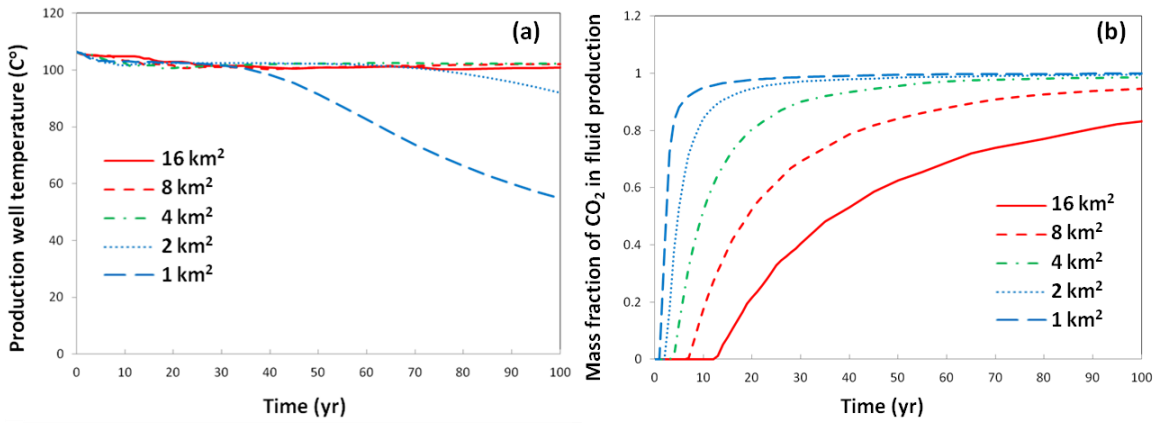 (a)
Production well temperature (C°)
120
100
80
60
40
20
0
16 km²
8 km²
4 km²
2 km²
1 km²
0 10 20 30 40 50 60 70 80 90 100
Time (yr)
(b)
Mass fraction of CO₂ in fluid production
1.2
1
0.8
0.6
0.4
0.2
0
16 km²
8 km²
4 km²
2 km²
1 km²
0 10 20 30 40 50 60 70 80 90 100
Time (yr)